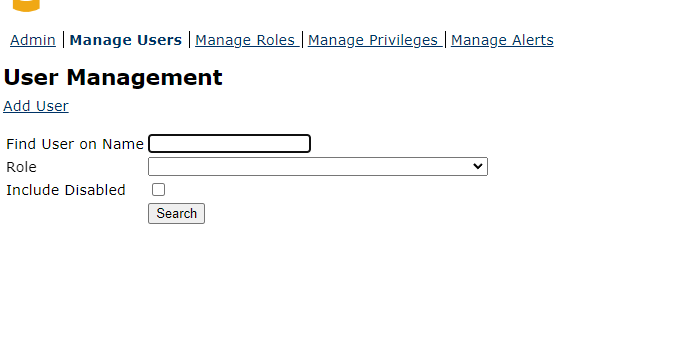 Admin | Manage Users | Manage Roles | Manage Privileges | Manage Alerts
User Management
Add User
Find User on Name
Role
Include Disabled
Search